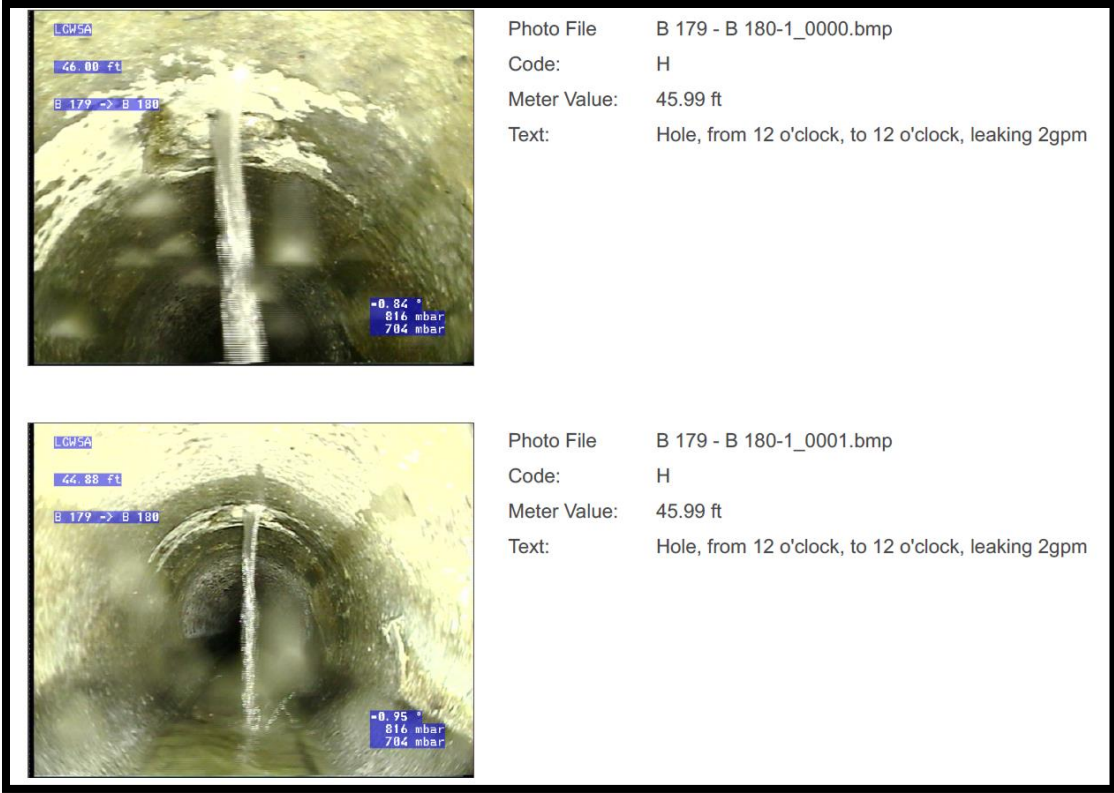 LGWSA
46.00 ft
B 179 -> B 180
-0.84 °
816 mbar
704 mbar
Photo File B 179 - B 180-1_0000.bmp
Code: H
Meter Value: 45.99 ft
Text: Hole, from 12 o'clock, to 12 o'clock, leaking 2gpm
LGWSA
44.88 ft
B 179 -> B 180
-0.95 °
816 mbar
704 mbar
Photo File B 179 - B 180-1_0001.bmp
Code: H
Meter Value: 45.99 ft
Text: Hole, from 12 o'clock, to 12 o'clock, leaking 2gpm